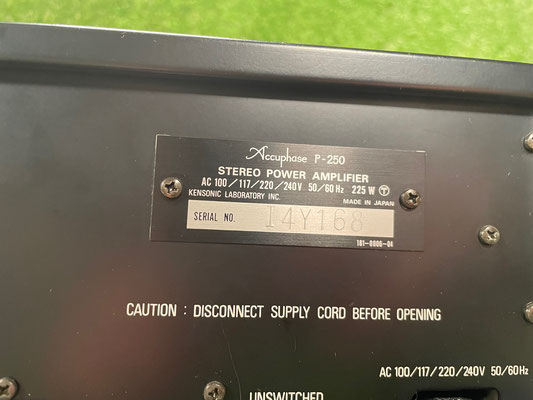 Accuphase P-250
STEREO POWER AMPLIFIER
AC 100/117/220/240V 50/60Hz 225W T
KENSONIC LABORATORY INC. MADE IN JAPAN
SERIAL NO. I4Y168
181-0006-04
CAUTION : DISCONNECT SUPPLY CORD BEFORE OPENING
AC 100/117/220/240V 50/60Hz
UNSWITCHED